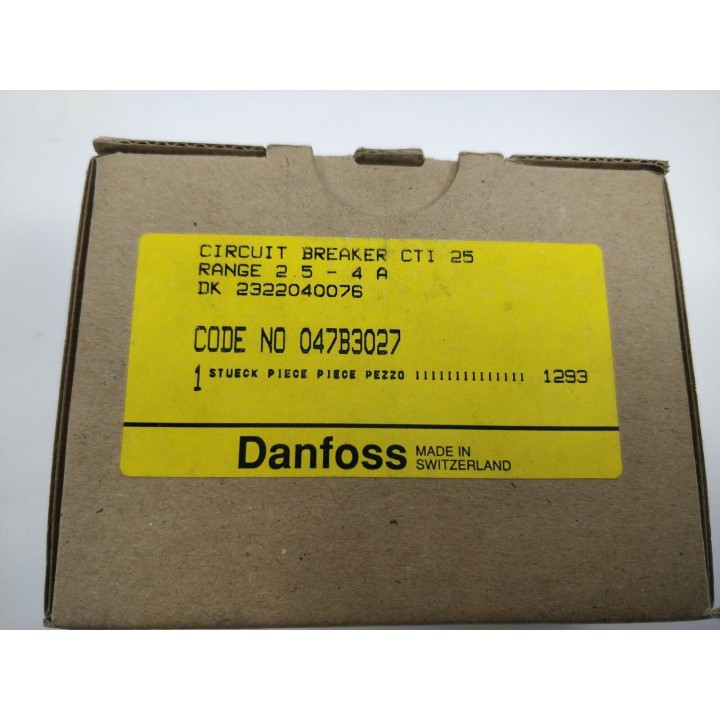 CIRCUIT BREAKER CTI 25
RANGE 2.5 - 4 A
DK 2322040076
CODE NO 047B3027
1 STUECK PIECE PIECE PEZZO IIIIIIIIIIIIII 1293
Danfoss MADE IN
SWITZERLAND